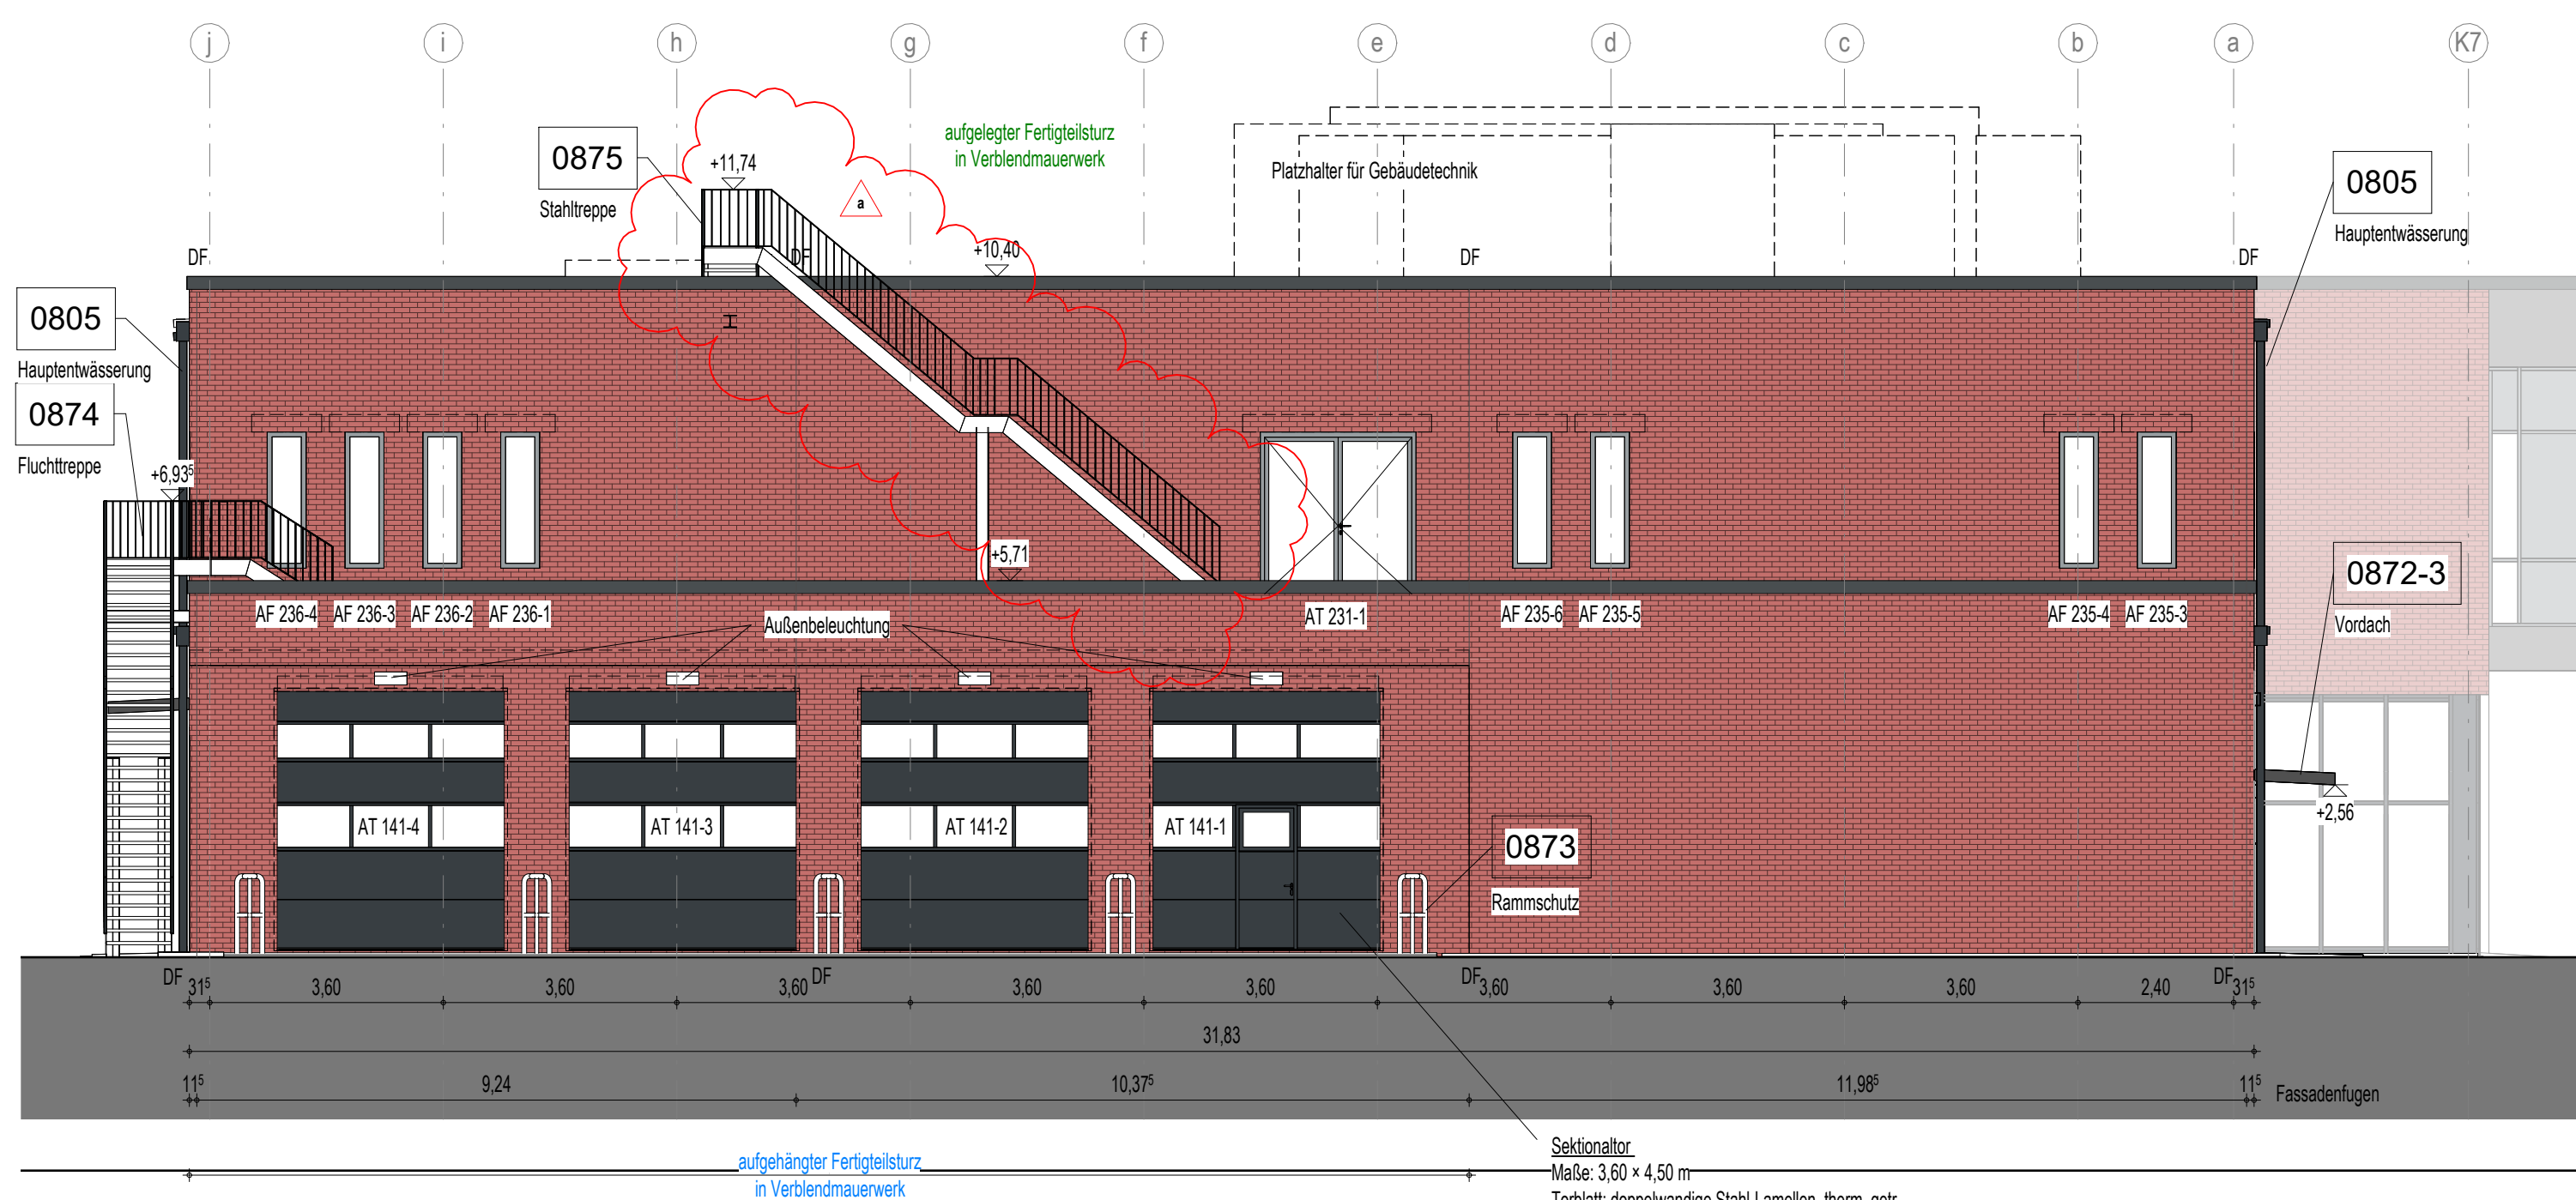 j i h g f e d c b a K7
aufgelegter Fertigteilsturz
in Verblendmauerwerk
0875
Stahltreppe
+11,74
a
Platzhalter für Gebäudetechnik
0805
Hauptentwässerung
DF DF DF DF
+10,40
0805
Hauptentwässerung
0874
Fluchttreppe
+6,93⁵
+5,71
0872-3
Vordach
AF 236-4 AF 236-3 AF 236-2 AF 236-1 AT 231-1 AF 235-6 AF 235-5 AF 235-4 AF 235-3
Außenbeleuchtung
+2,56
AT 141-4 AT 141-3 AT 141-2 AT 141-1
0873
Rammschutz
DF DF DF DF
31⁵ 3,60 3,60 3,60 3,60 3,60 3,60 3,60 3,60 2,40 31⁵
31,83
11⁵ 9,24 10,37⁵ 11,98⁵ 11⁵ Fassadenfugen
aufgehängter Fertigteilsturz
in Verblendmauerwerk
Sektionaltor
Maße: 3,60 × 4,50 m
Torblatt: doppelwandige Stahl-Lamellen, therm. getr.